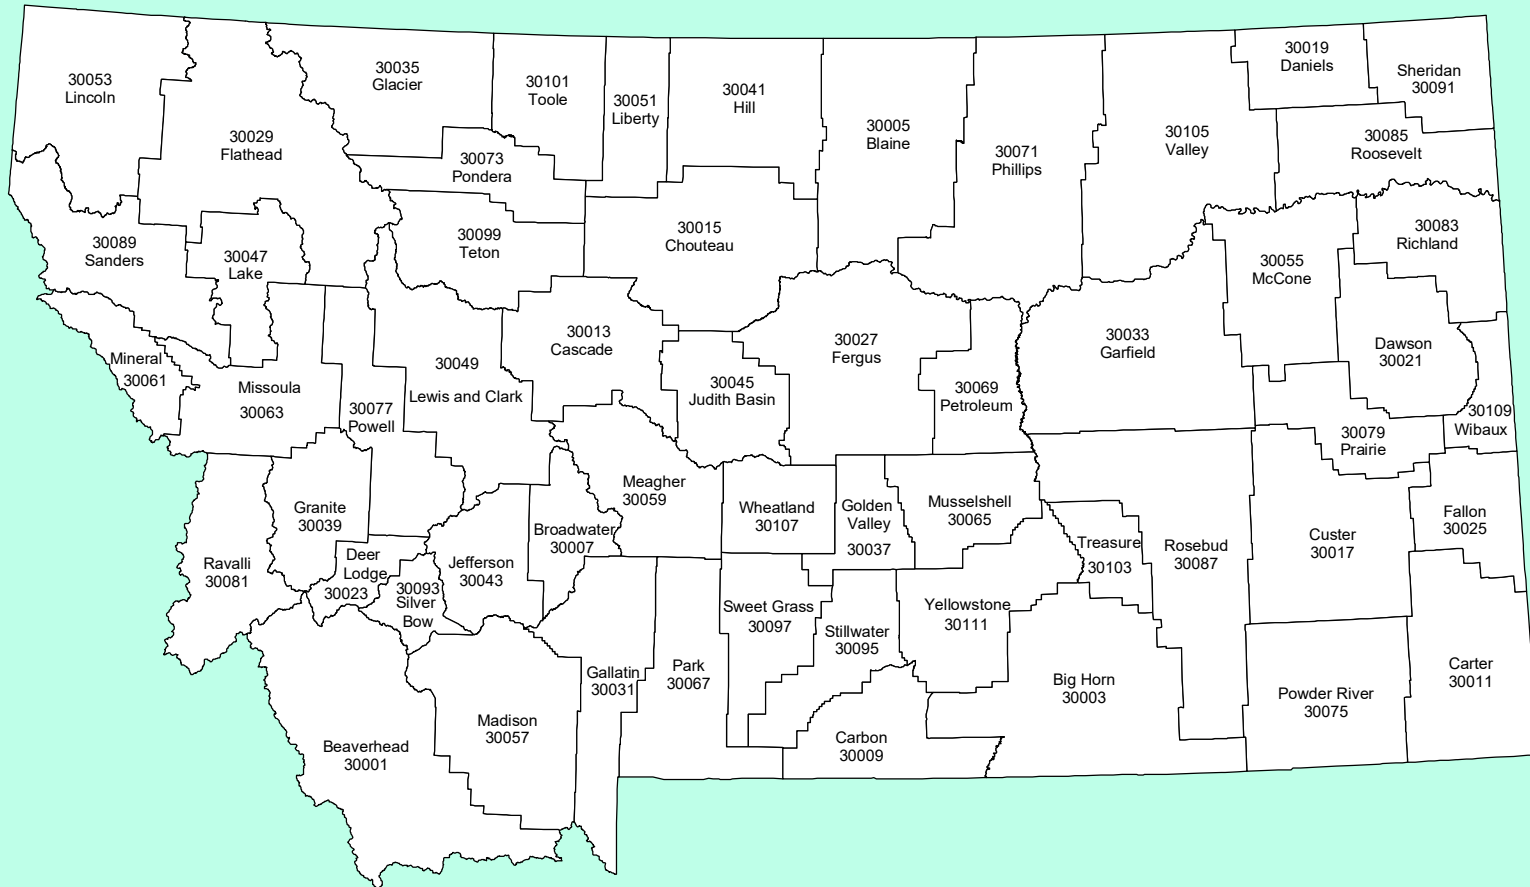 30053
Lincoln
30029
Flathead
30035
Glacier
30101
Toole
30051
Liberty
30041
Hill
30005
Blaine
30071
Phillips
30105
Valley
30019
Daniels
Sheridan
30091
30085
Roosevelt
30073
Pondera
30089
Sanders
30047
Lake
30099
Teton
30015
Chouteau
30055
McCone
30083
Richland
Mineral
30061
Missoula
30063
30077
Powell
30049
Lewis and Clark
30013
Cascade
30045
Judith Basin
30027
Fergus
30069
Petroleum
30033
Garfield
Dawson
30021
30109
Wibaux
30079
Prairie
Granite
30039
Ravalli
30081
Deer
Lodge
30023
30093
Silver
Bow
Jefferson
30043
Broadwater
30007
Meagher
30059
Wheatland
30107
Golden
Valley
30037
Musselshell
30065
Treasure
30103
Rosebud
30087
Custer
30017
Fallon
30025
Beaverhead
30001
Madison
30057
Gallatin
30031
Park
30067
Sweet Grass
30097
Stillwater
30095
Yellowstone
30111
Carbon
30009
Big Horn
30003
Powder River
30075
Carter
30011